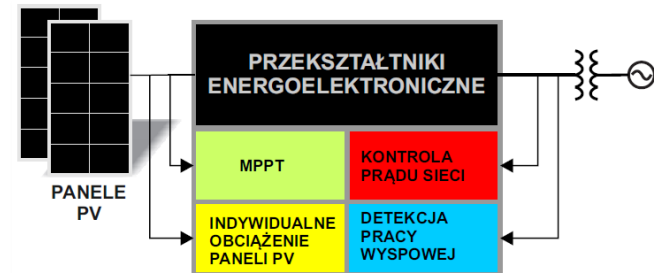 PRZEKSZTAŁTNIKI
ENERGOELEKTRONICZNE
MPPT
KONTROLA
PRĄDU SIECI
PANELE
PV
INDYWIDUALNE
OBCIĄŻENIE
PANELI PV
DETEKCJA
PRACY
WYSPOWEJ